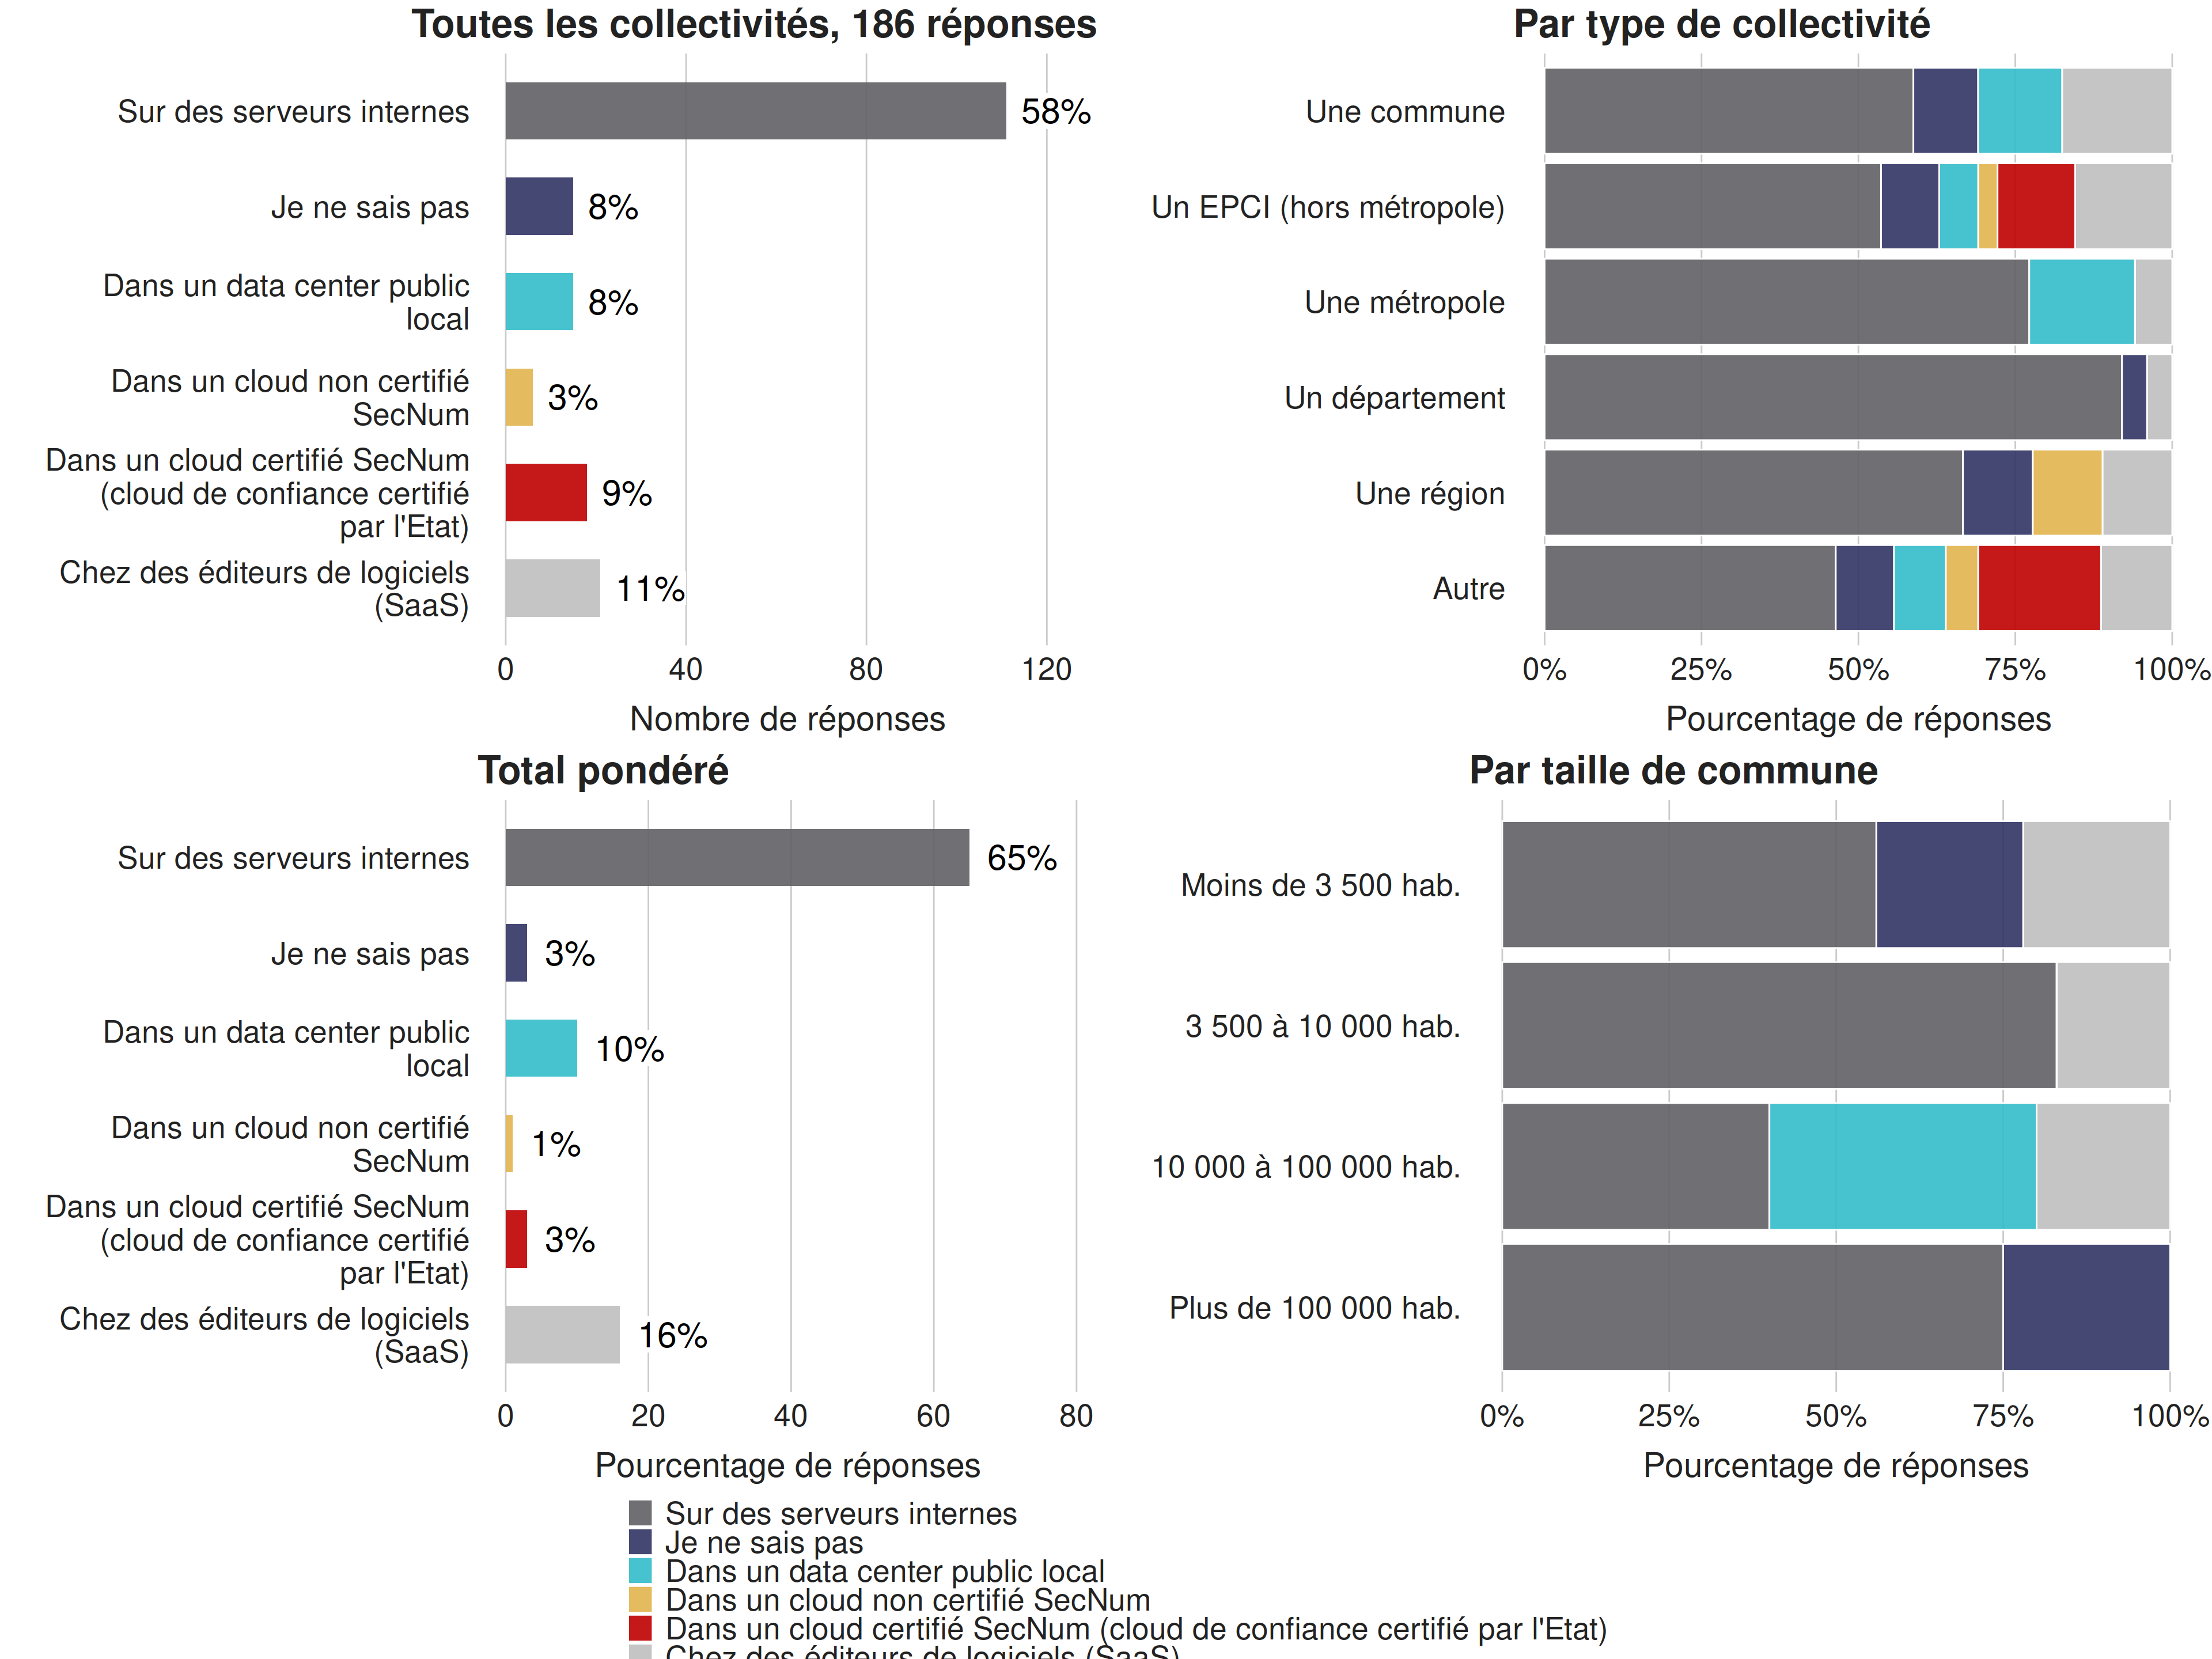 Toutes les collectivités, 186 réponses
Sur des serveurs internes
58%
Je ne sais pas
8%
Dans un data center public
local
8%
Dans un cloud non certifié
SecNum
3%
Dans un cloud certifié SecNum
(cloud de confiance certifié
par l'Etat)
9%
Chez des éditeurs de logiciels
(SaaS)
11%
0 40 80 120
Nombre de réponses
Par type de collectivité
Une commune
Un EPCI (hors métropole)
Une métropole
Un département
Une région
Autre
0% 25% 50% 75% 100%
Pourcentage de réponses
Total pondéré
Sur des serveurs internes
65%
Je ne sais pas
3%
Dans un data center public
local
10%
Dans un cloud non certifié
SecNum
1%
Dans un cloud certifié SecNum
(cloud de confiance certifié
par l'Etat)
3%
Chez des éditeurs de logiciels
(SaaS)
16%
0 20 40 60 80
Pourcentage de réponses
Par taille de commune
Moins de 3 500 hab.
3 500 à 10 000 hab.
10 000 à 100 000 hab.
Plus de 100 000 hab.
0% 25% 50% 75% 100%
Pourcentage de réponses
Sur des serveurs internes
Je ne sais pas
Dans un data center public local
Dans un cloud non certifié SecNum
Dans un cloud certifié SecNum (cloud de confiance certifié par l'Etat)
Chez des éditeurs de logiciels (SaaS)